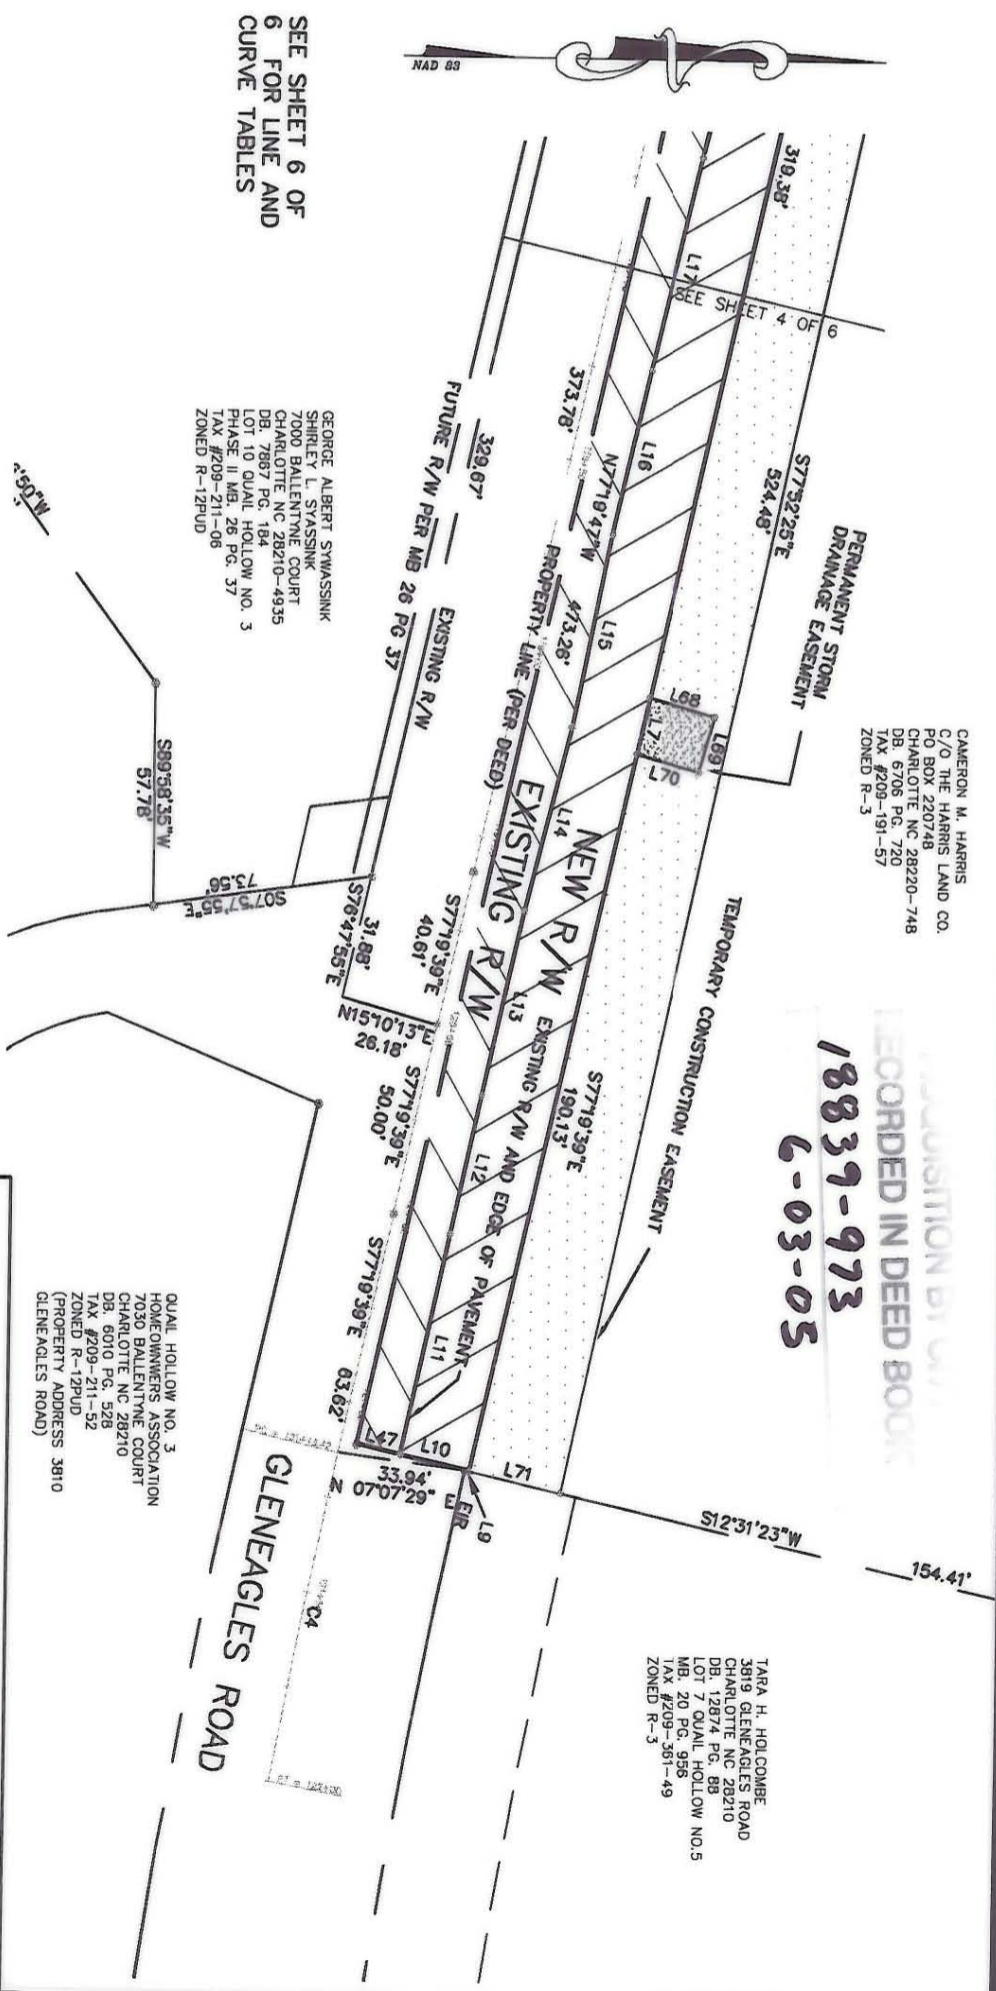 NAD 83
SEE SHEET 6 OF
6 FOR LINE AND
CURVE TABLES
319.38'
L17
SEE SHEET 4 OF 6
S77°52'25"E
524.48'
PERMANENT STORM
DRAINAGE EASEMENT
CAMERON M. HARRIS
C/O THE HARRIS LAND CO.
PO BOX 220748
CHARLOTTE NC 28220-748
DB. 6706 PG. 720
TAX #209-191-57
ZONED R-3
ECORDED IN DEED BOOK
18839-973
6-03-05
373.78'
L16
N77°19'47"W
473.26'
L15
PROPERTY LINE (PER DEED)
329.67'
FUTURE R/W PER MB 26 PG 37
EXISTING R/W
GEORGE ALBERT SYWASSINK
SHIRLEY L. SYASSINK
7000 BALLENTYNE COURT
CHARLOTTE NC 28210-4935
DB. 7867 PG. 184
LOT 10 QUAIL HOLLOW NO. 3
PHASE II MB. 26 PG. 37
TAX #209-211-06
ZONED R-12PUD
50"W
S89°58'35"W
57.78'
S07°57'55"E
73.56'
L68
L69
L70
L14
NEW R/W
EXISTING R/W
TEMPORARY CONSTRUCTION EASEMENT
S76°47'55"E
31.88'
S77°19'39"E
40.61'
N15°10'13"E
26.18'
L13
EXISTING R/W AND EDGE OF PAVEMENT
S77°19'39"E
190.13'
S77°19'39"E
50.00'
L12
S77°19'39"E
63.62'
L11
L47
L10
L71
L9
33.94'
N 07°07'29" E
EIR
S12°31'23"W
154.41'
GLENEAGLES ROAD
C4
QUAIL HOLLOW NO. 3
HOMEOWNWERS ASSOCIATION
7030 BALLENTYNE COURT
CHARLOTTE NC 28210
DB. 6010 PG. 528
TAX #209-211-52
ZONED R-12PUD
(PROPERTY ADDRESS 3810
GLENEAGLES ROAD)
TARA H. HOLCOMBE
3819 GLENEAGLES ROAD
CHARLOTTE NC 28210
DB. 12874 PG. 88
LOT 7 QUAIL HOLLOW NO.5
MB. 20 PG. 956
TAX #209-361-49
ZONED R-3